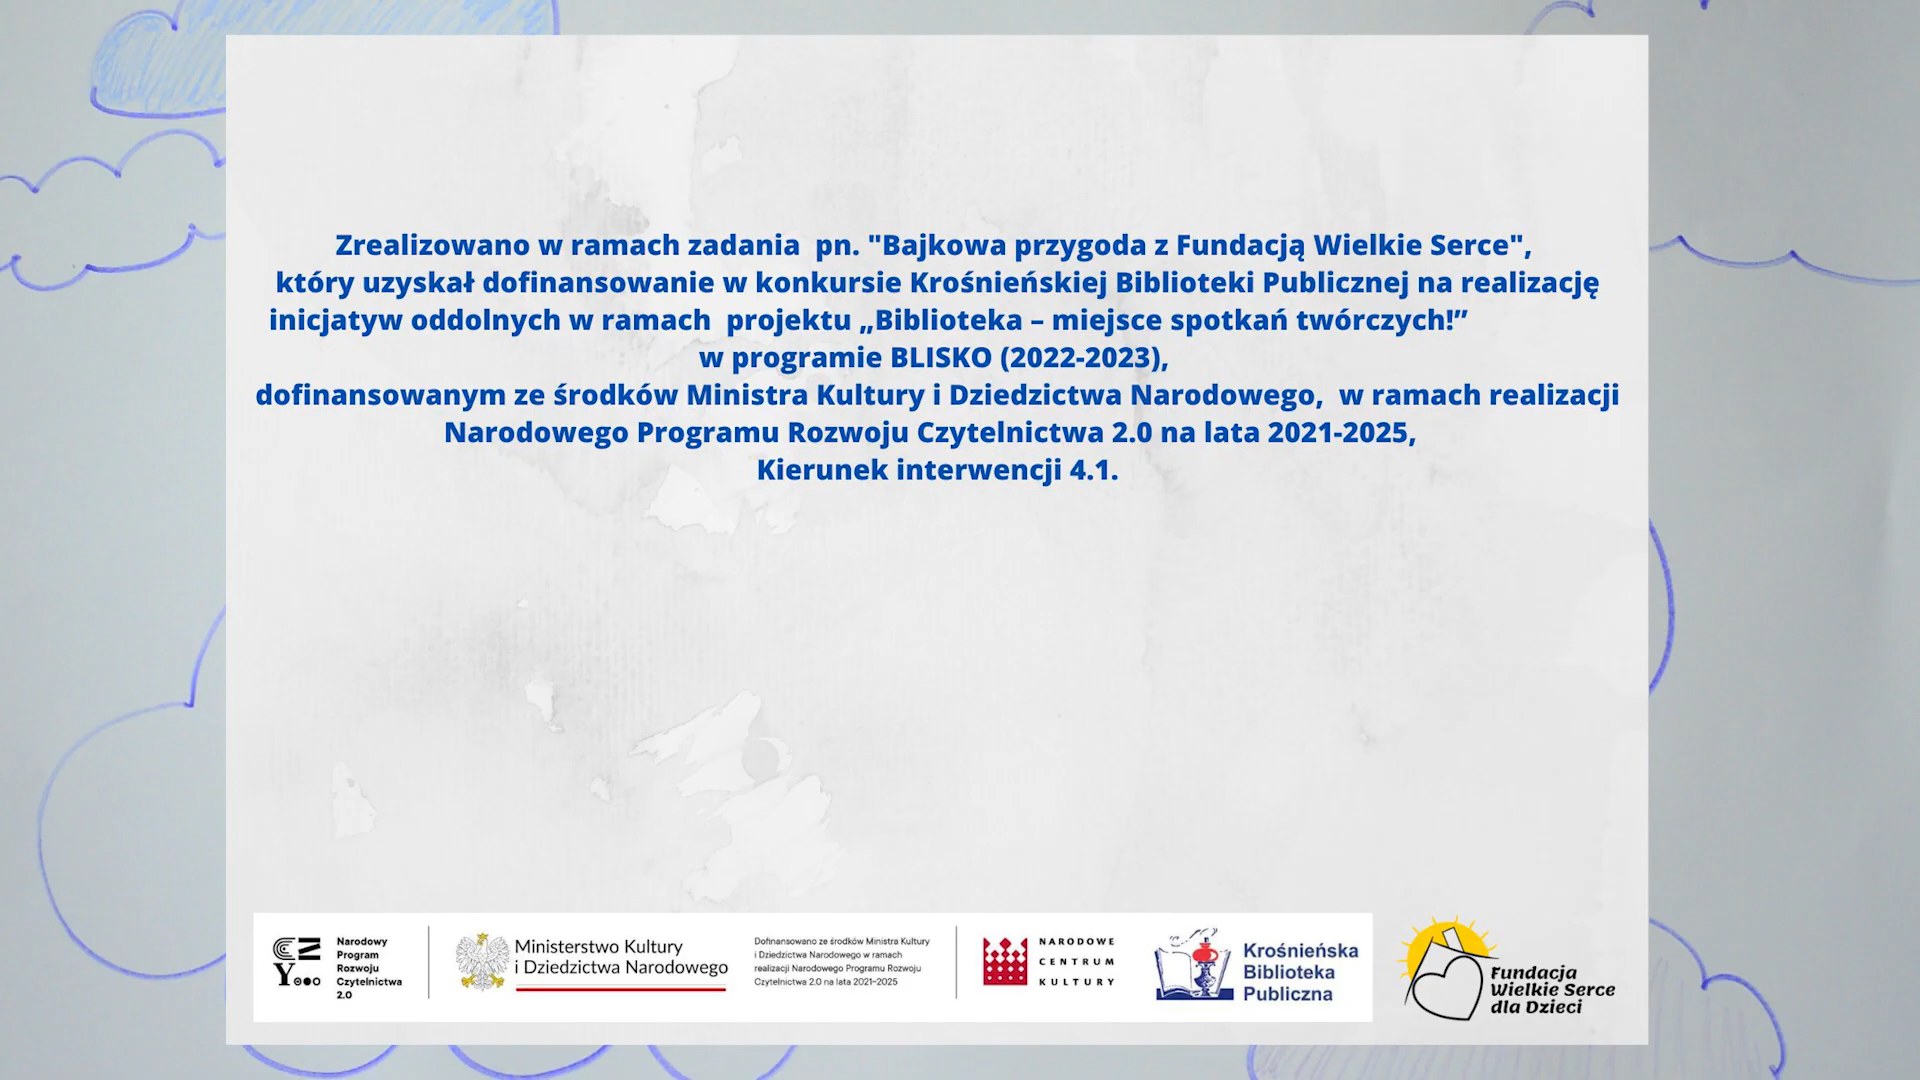 Zrealizowano w ramach zadania  pn. "Bajkowa przygoda z Fundacją Wielkie Serce",
który uzyskał dofinansowanie w konkursie Krośnieńskiej Biblioteki Publicznej na realizację
inicjatyw oddolnych w ramach  projektu „Biblioteka – miejsce spotkań twórczych!”
w programie BLISKO (2022-2023),
dofinansowanym ze środków Ministra Kultury i Dziedzictwa Narodowego,  w ramach realizacji
Narodowego Programu Rozwoju Czytelnictwa 2.0 na lata 2021-2025,
Kierunek interwencji 4.1.
CZ
Y
Narodowy
Program
Rozwoju
Czytelnictwa
2.0
Ministerstwo Kultury
i Dziedzictwa Narodowego
Dofinansowano ze środków Ministra Kultury
i Dziedzictwa Narodowego w ramach
realizacji Narodowego Programu Rozwoju
Czytelnictwa 2.0 na lata 2021–2025
NARODOWE
CENTRUM
KULTURY
Krośnieńska
Biblioteka
Publiczna
Fundacja
Wielkie Serce
dla Dzieci